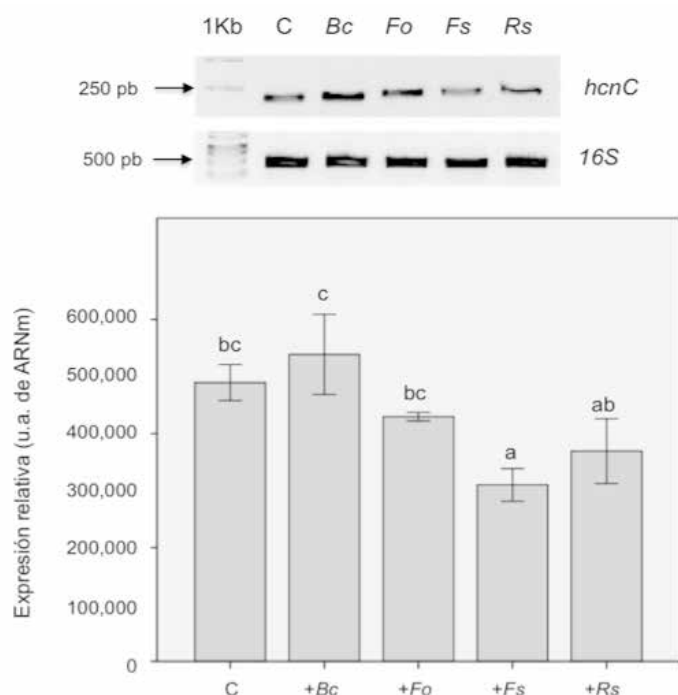 1Kb C Bc Fo Fs Rs
250 pb hcnC
500 pb 16S
Expresión relativa (u.a. de ARNm)
600,000
500,000
400,000
300,000
200,000
100,000
0
bc c bc a ab
C +Bc +Fo +Fs +Rs